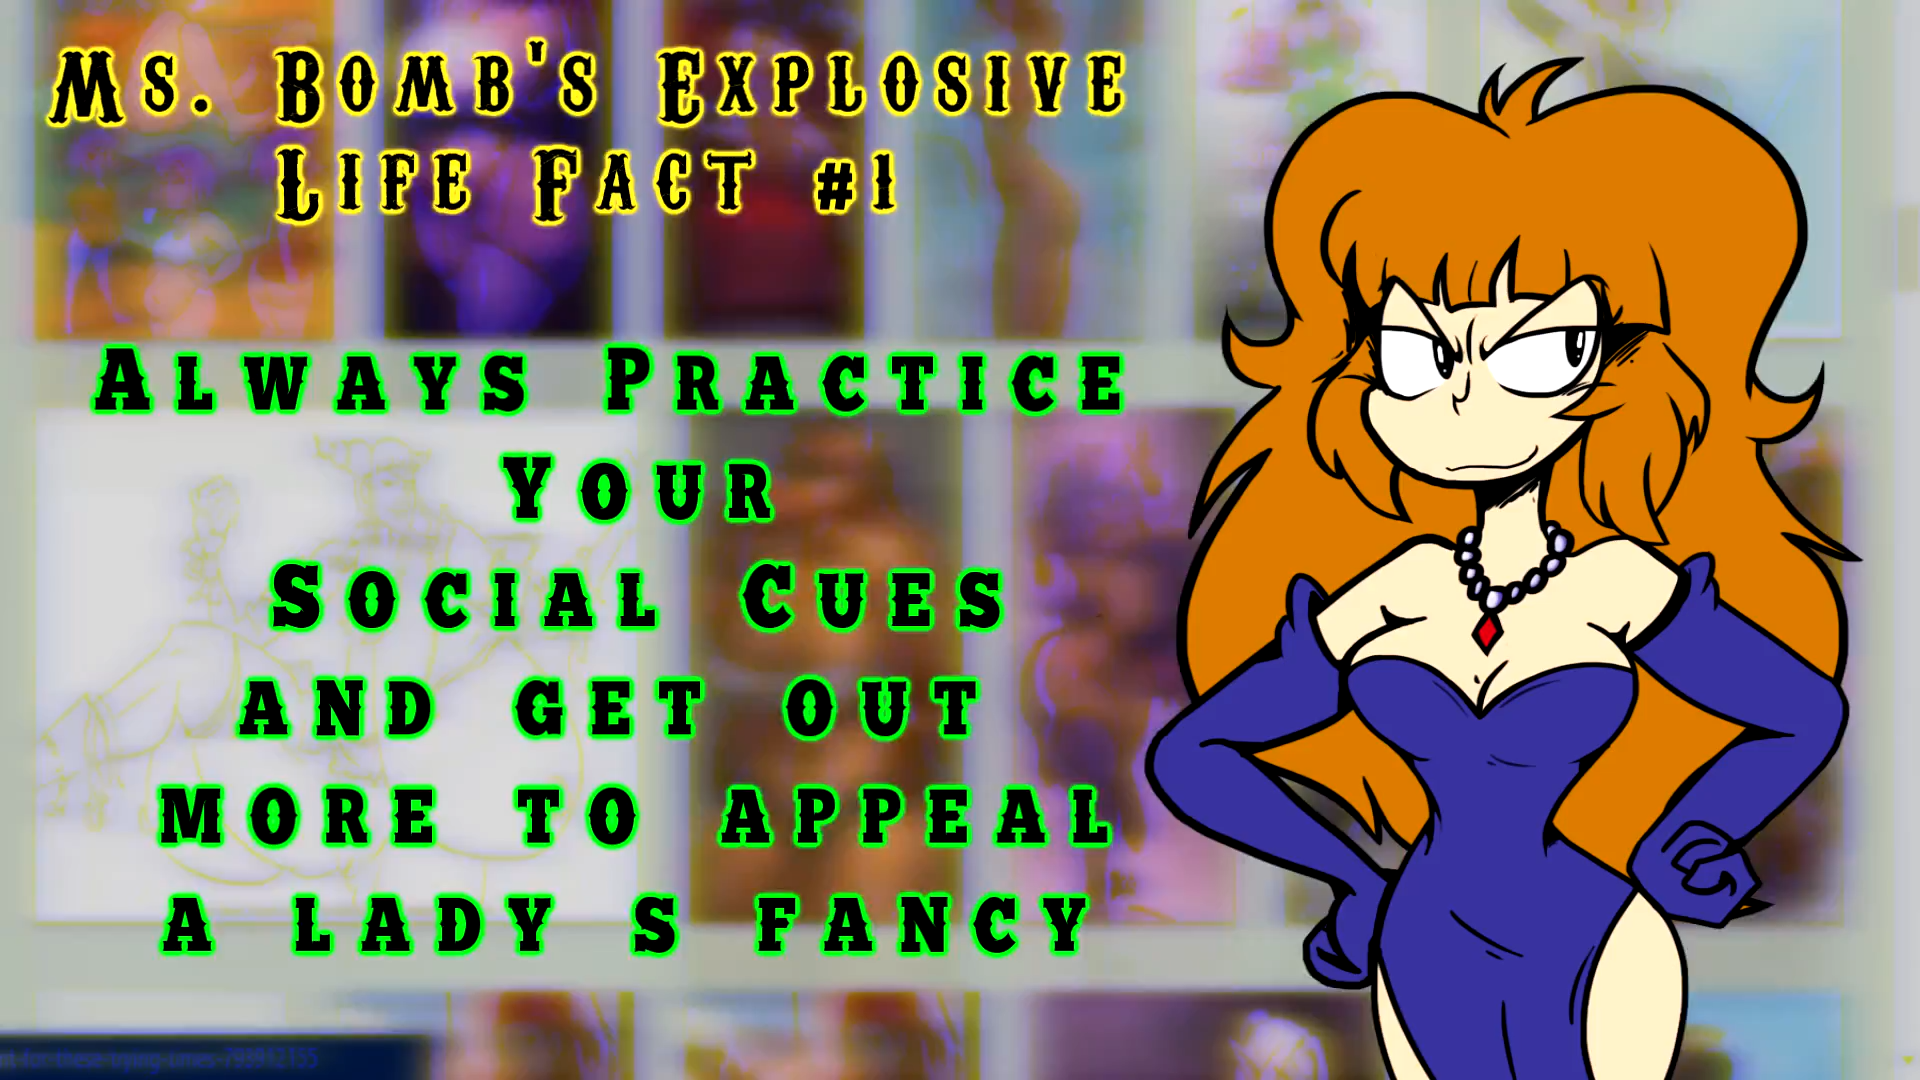 Ms. Bomb's Explosive
Life Fact #1
Always Practice
Your
Social Cues
and get out
more to appeal
a lady s fancy